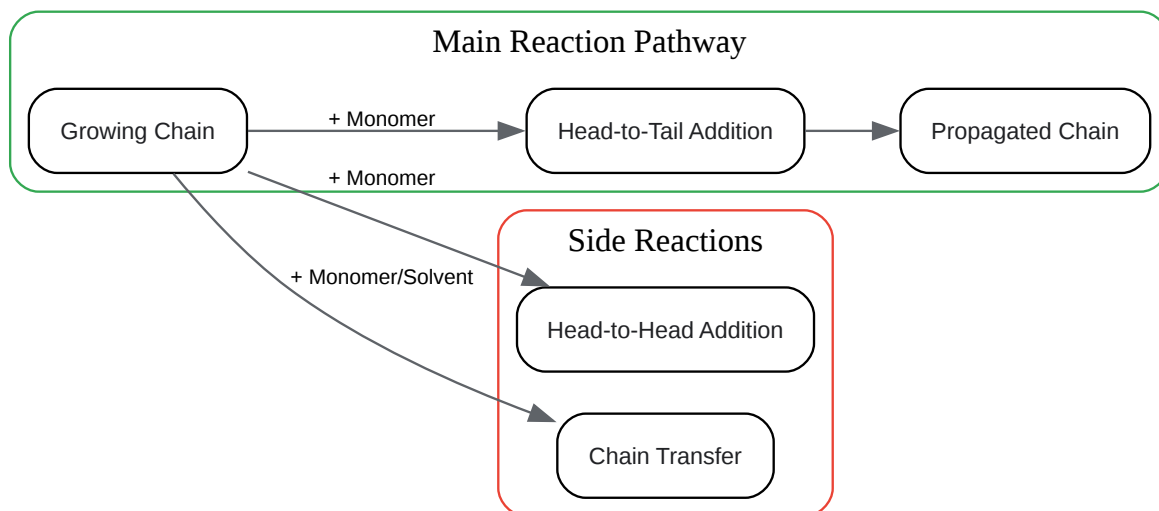 Main Reaction Pathway
Growing Chain
+ Monomer
Head-to-Tail Addition
Propagated Chain
+ Monomer
Side Reactions
+ Monomer/Solvent
Head-to-Head Addition
Chain Transfer